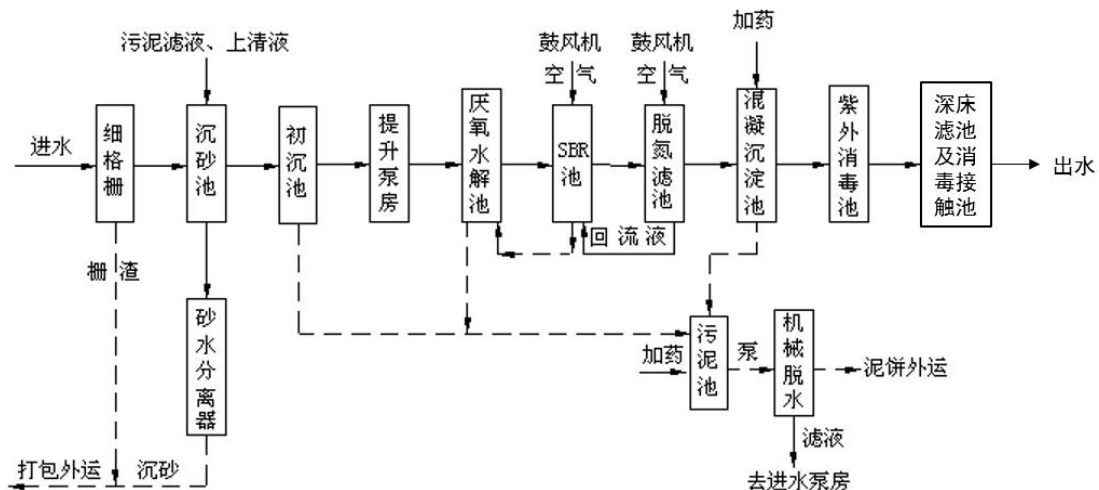 污泥滤液、上清液
鼓风机
空气
鼓风机
空气
加药
进水
细格栅
沉砂池
初沉池
提升泵房
厌氧水解池
SBR池
脱氮滤池
混凝沉淀池
紫外消毒池
深床滤池及消毒接触池
出水
回流液
栅渣
砂水分离器
加药
污泥池
泵
机械脱水
泥饼外运
滤液
去进水泵房
打包外运
沉砂